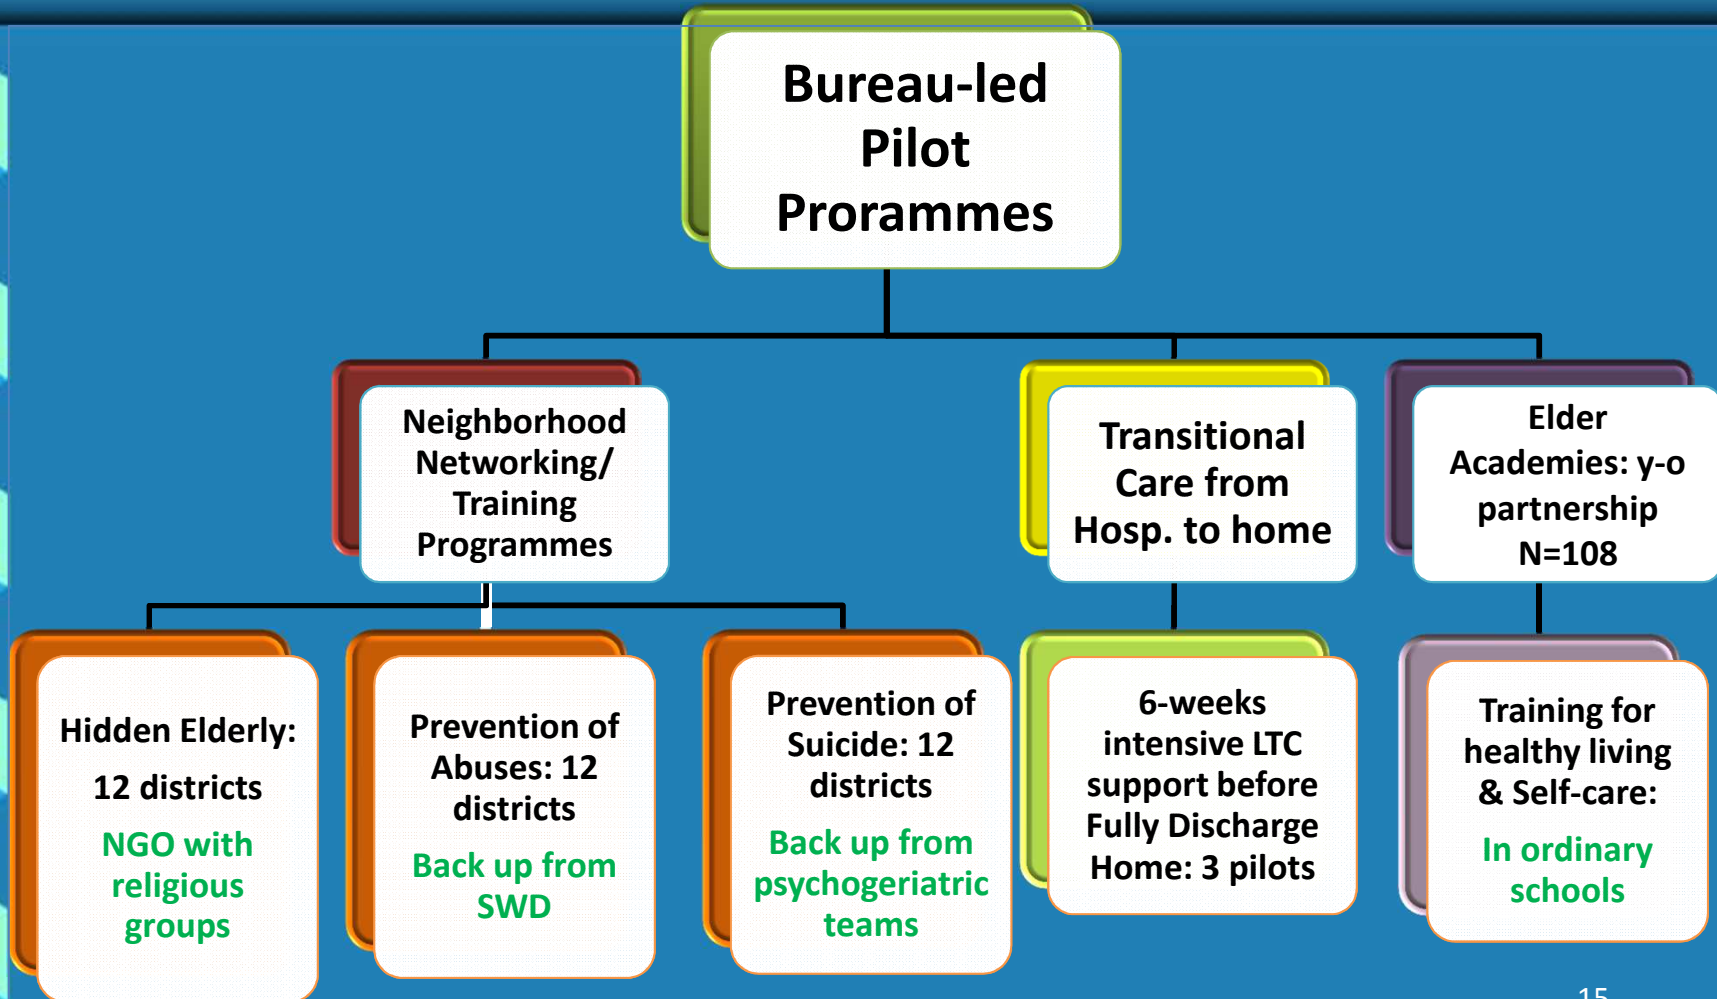 Bureau-led
Pilot
Prorammes
Neighborhood
Networking/
Training
Programmes
Transitional
Care from
Hosp. to home
Elder
Academies: y-o
partnership
N=108
Hidden Elderly:
12 districts
NGO with
religious
groups
Prevention of
Abuses: 12
districts
Back up from
SWD
Prevention of
Suicide: 12
districts
Back up from
psychogeriatric
teams
6-weeks
intensive LTC
support before
Fully Discharge
Home: 3 pilots
Training for
healthy living
& Self-care:
In ordinary
schools
15